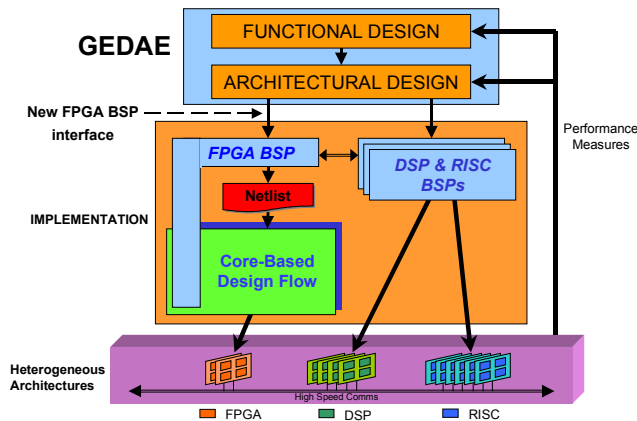 GEDAE
FUNCTIONAL DESIGN
ARCHITECTURAL DESIGN
New FPGA BSP
interface
Performance
Measures
FPGA BSP
DSP & RISC
BSPs
Netlist
IMPLEMENTATION
Core-Based
Design Flow
Heterogeneous
Architectures
High Speed Comms
FPGA
DSP
RISC